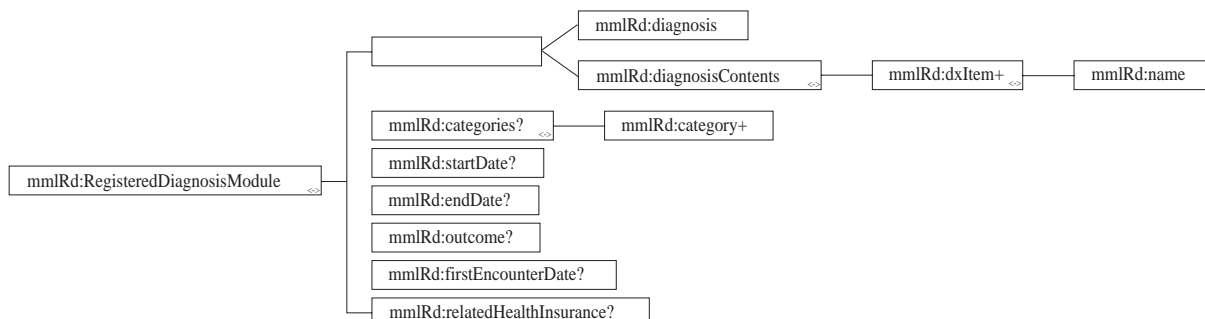 mmlRd:diagnosis
mmlRd:diagnosisContents
mmlRd:dxItem+
mmlRd:name
mmlRd:categories?
mmlRd:category+
mmlRd:startDate?
mmlRd:RegisteredDiagnosisModule
mmlRd:endDate?
mmlRd:outcome?
mmlRd:firstEncounterDate?
mmlRd:relatedHealthInsurance?